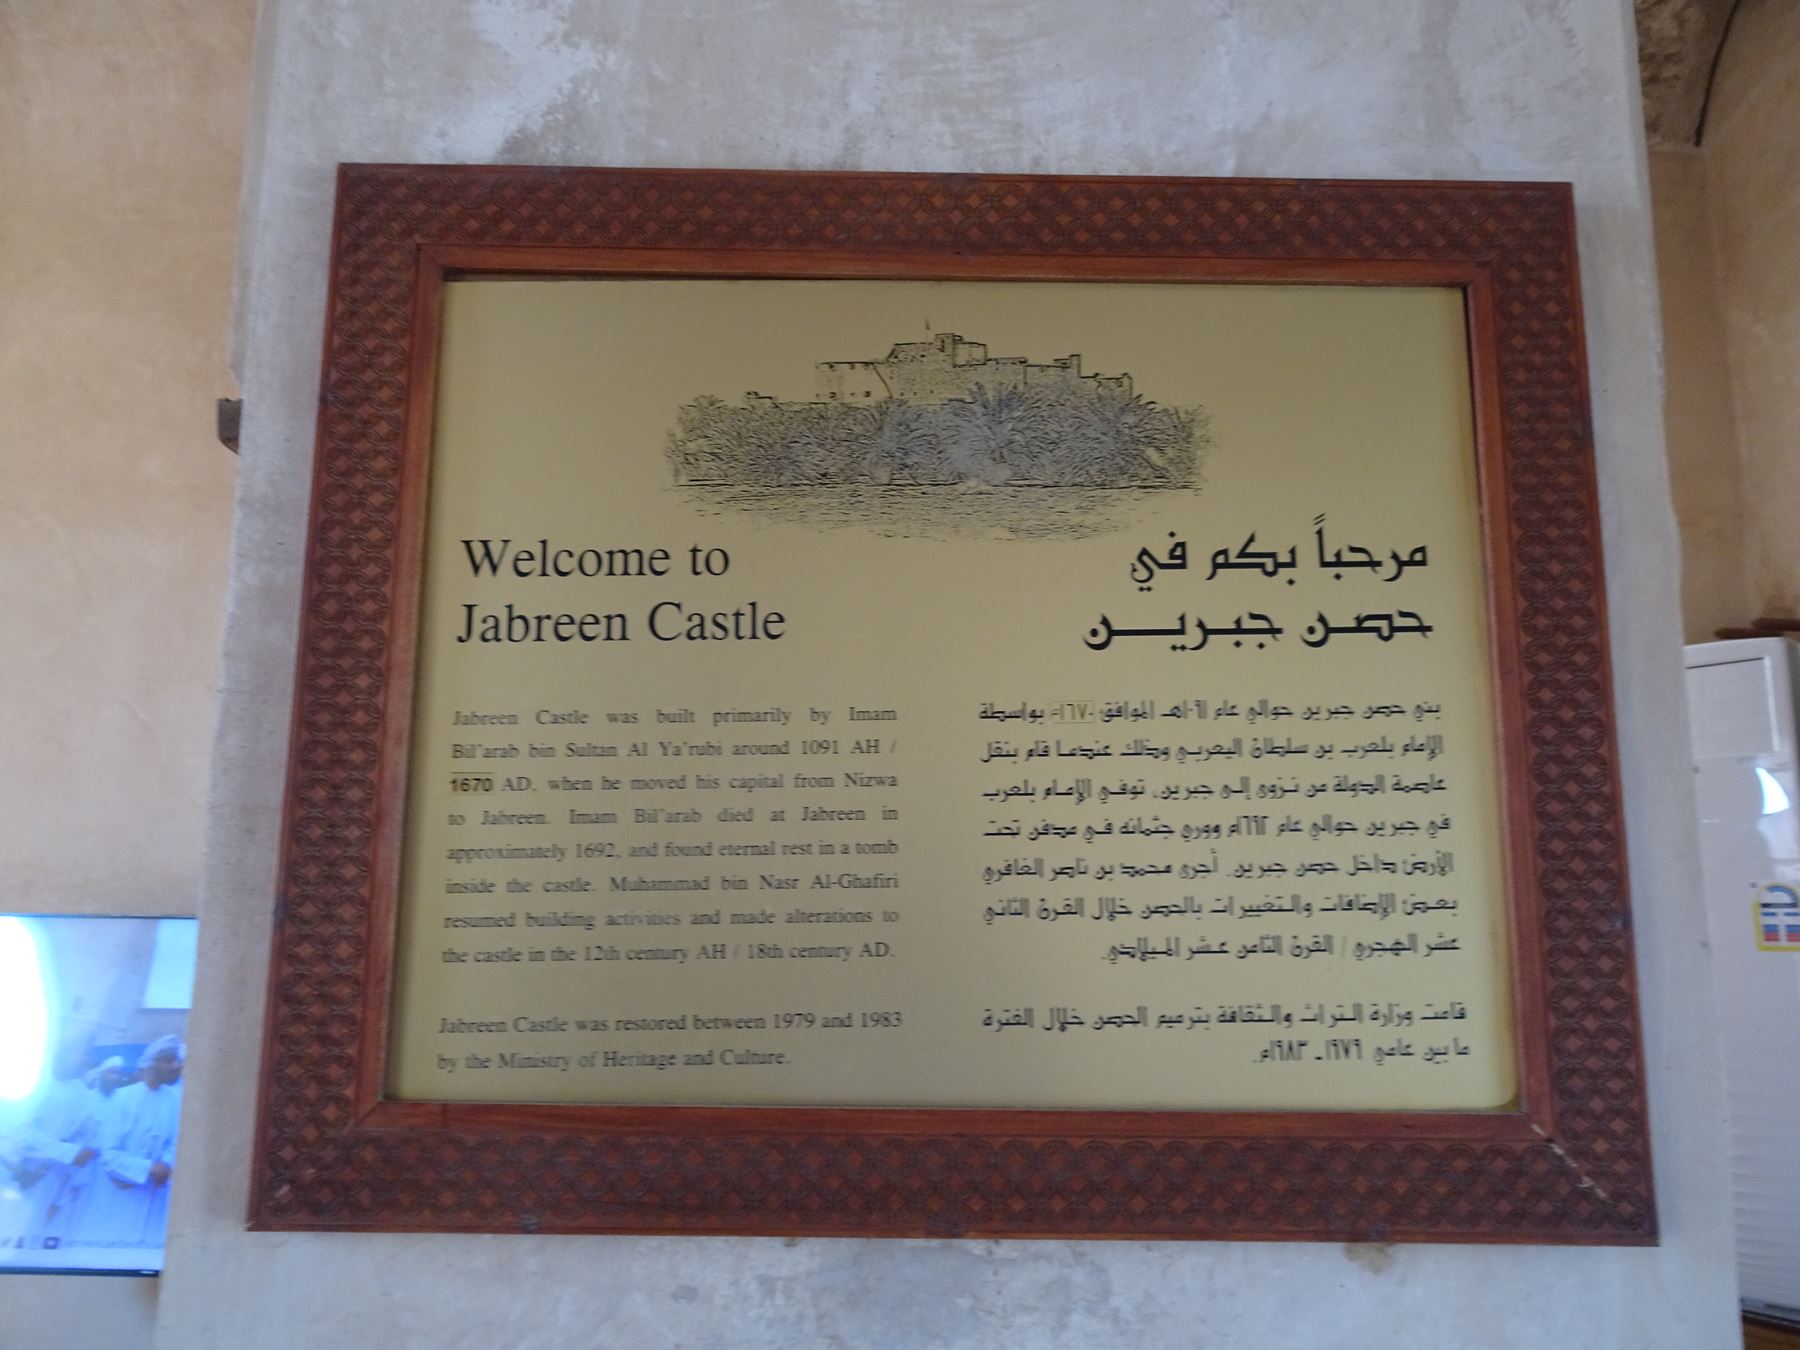 Welcome to
Jabreen Castle
Jabreen Castle was built primarily by Imam
Bil'arab bin Sultan Al Ya'rubi around 1091 AH /
1670 AD, when he moved his capital from Nizwa
to Jabreen. Imam Bil'arab died at Jabreen in
approximately 1692, and found eternal rest in a tomb
inside the castle. Muhammad bin Nasr Al-Ghafiri
resumed building activities and made alterations to
the castle in the 12th century AH / 18th century AD.
Jabreen Castle was restored between 1979 and 1983
by the Ministry of Heritage and Culture.
مرحباً بكم في
حصن جبرين
بني حصن جبرين حوالي عام ١٠٩١هـ الموافق ١٦٧٠م بواسطة
الإمام بلعرب بن سلطان اليعربي وذلك عندما قام بنقل
عاصمة الدولة من نزوى إلى جبرين. توفي الإمام بلعرب
في جبرين حوالي عام ١٦٩٢م ووري جثمانه في مدفن تحت
الأرض داخل حصن جبرين. أجرى محمد بن ناصر الغافري
بعض الإضافات والتغييرات بالحصن خلال القرن الثاني
عشر الهجري / القرن الثامن عشر الميلادي.
قامت وزارة التراث والثقافة بترميم الحصن خلال الفترة
ما بين عامي ١٩٧٩ـ ١٩٨٣م.